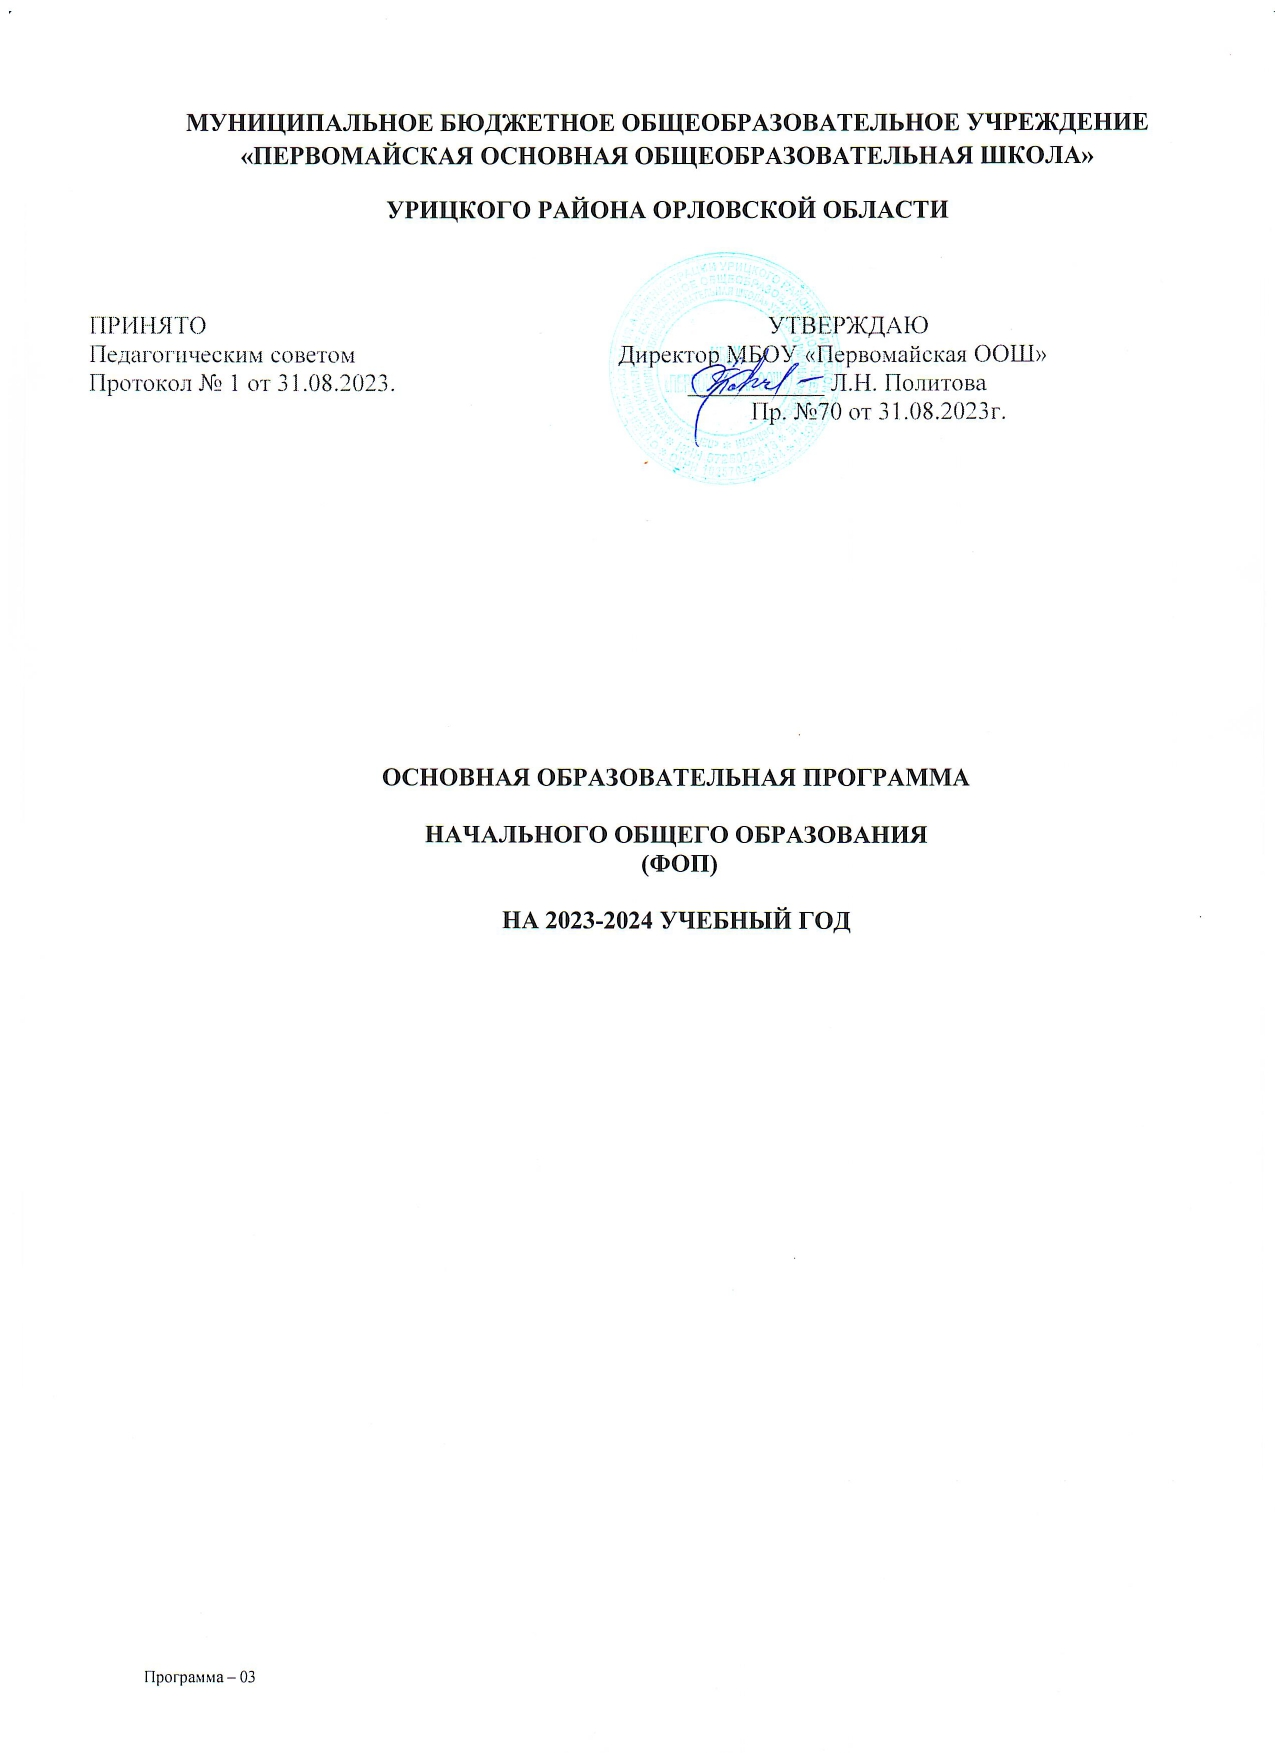 МУНИЦИПАЛЬНОЕ БЮДЖЕТНОЕ ОБЩЕОБРАЗОВАТЕЛЬНОЕ УЧРЕЖДЕНИЕ
«ПЕРВОМАЙСКАЯ ОСНОВНАЯ ОБЩЕОБРАЗОВАТЕЛЬНАЯ ШКОЛА»
УРИЦКОГО РАЙОНА ОРЛОВСКОЙ ОБЛАСТИ
ПРИНЯТО
Педагогическим советом
Протокол № 1 от 31.08.2023.
УТВЕРЖДАЮ
Директор МБОУ «Первомайская ООШ»
Л.Н. Политова
Пр. №70 от 31.08.2023г.
ОСНОВНАЯ ОБРАЗОВАТЕЛЬНАЯ ПРОГРАММА
НАЧАЛЬНОГО ОБЩЕГО ОБРАЗОВАНИЯ
(ФОП)
НА 2023-2024 УЧЕБНЫЙ ГОД
Программа – 03